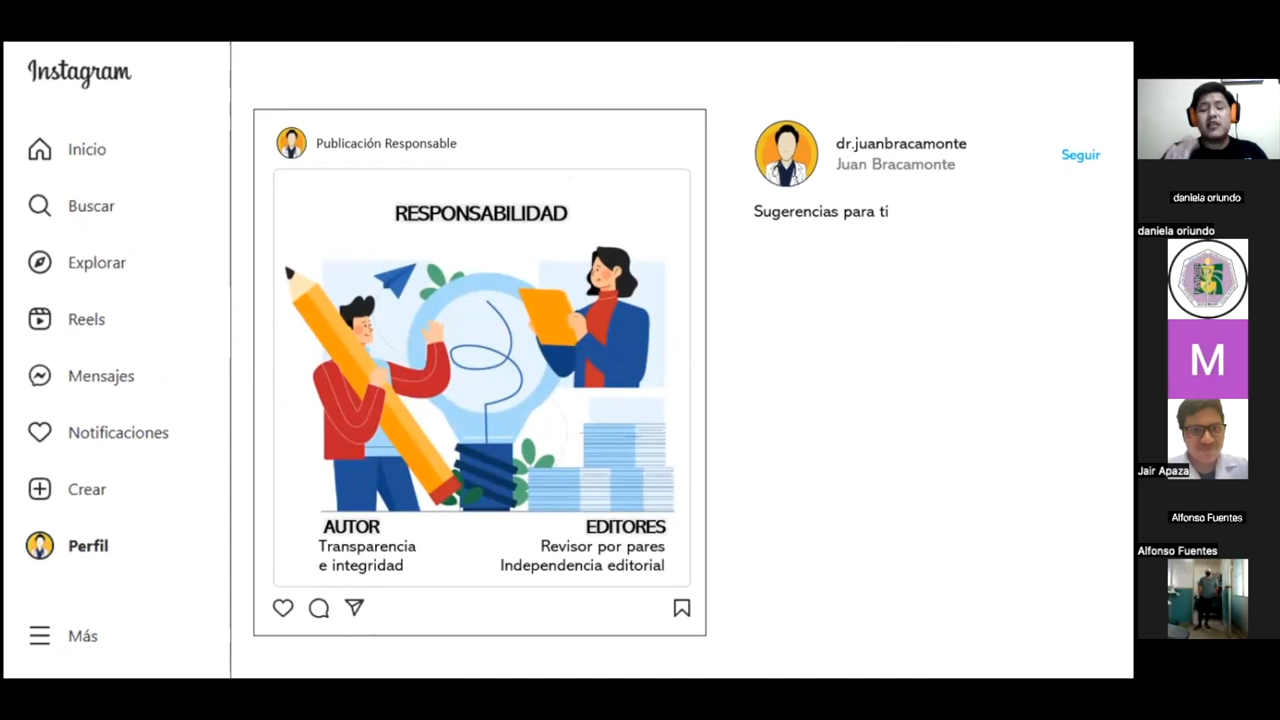 Instagram
Inicio
Buscar
Explorar
Reels
Mensajes
Notificaciones
Crear
Perfil
Más
Publicación Responsable
RESPONSABILIDAD
AUTOR
Transparencia
e integridad
EDITORES
Revisor por pares
Independencia editorial
dr.juanbracamonte
Juan Bracamonte
Seguir
Sugerencias para ti
daniela oriundo
daniela oriundo
M
Jair Apaza
Alfonso Fuentes
Alfonso Fuentes